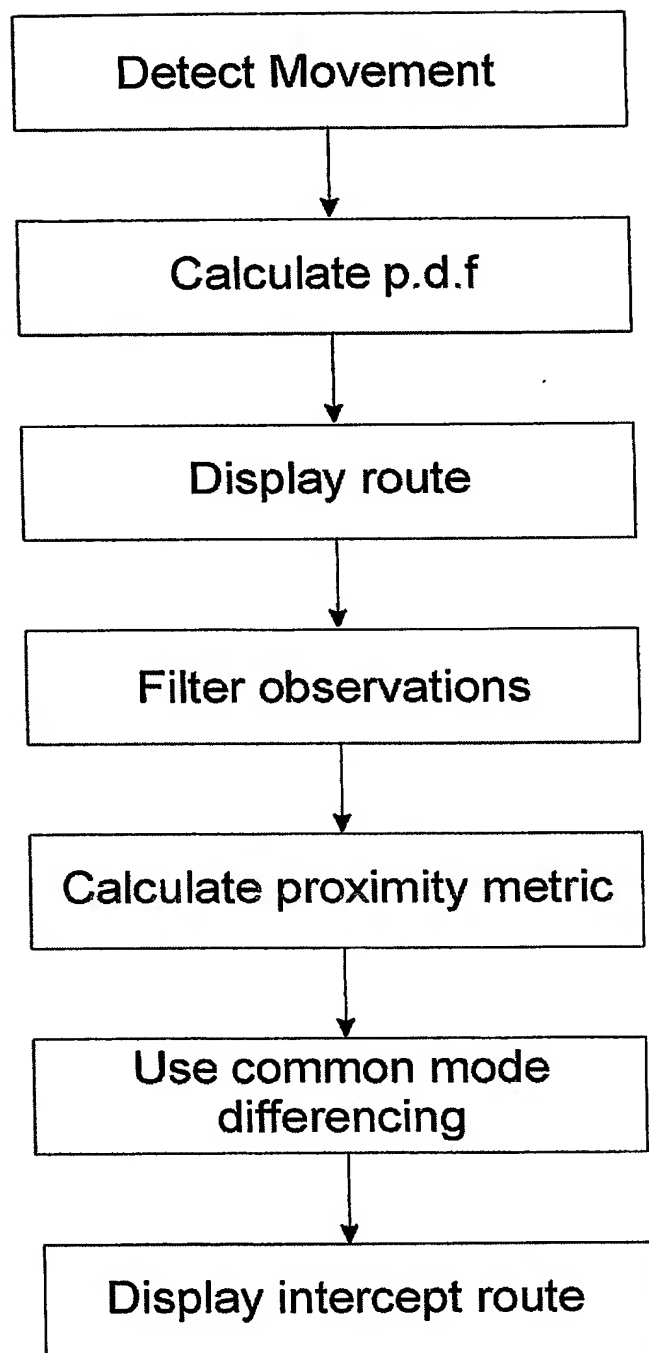 Detect Movement
Calculate p.d.f
Display route
Filter observations
Calculate proximity metric
Use common mode
differencing
Display intercept route